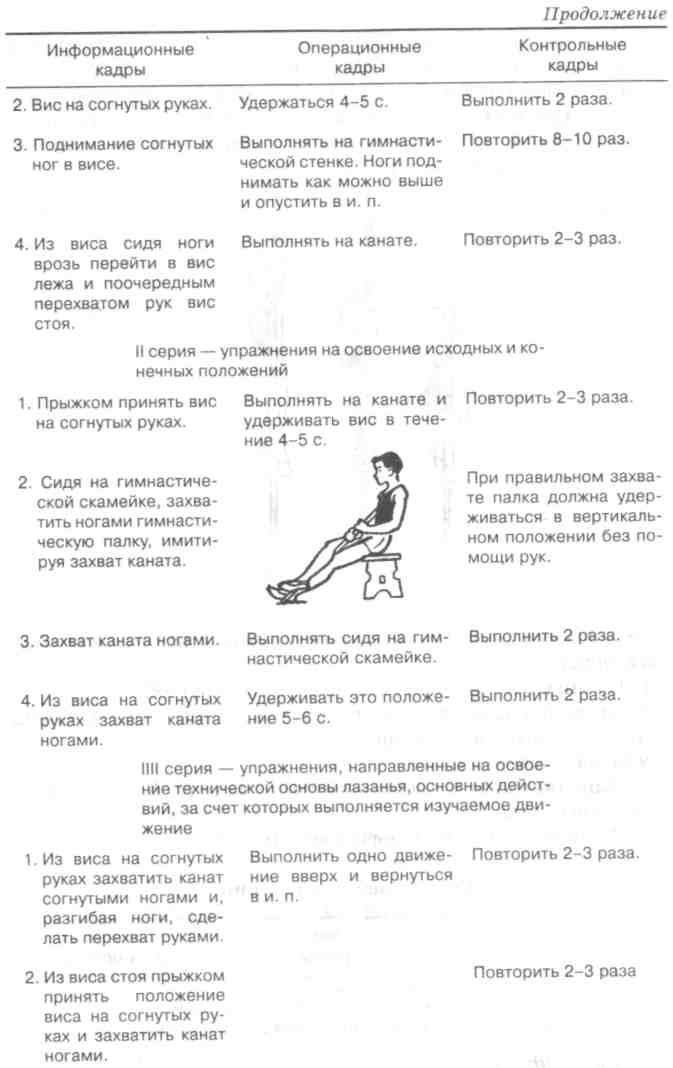 Продолжение
Информационные кадры
Операционные кадры
Контрольные кадры
2. Вис на согнутых руках.
Удержаться 4–5 с.
Выполнить 2 раза.
3. Поднимание согнутых
ног в висе.
Выполнять на гимнасти-
ческой стенке. Ноги под-
нимать как можно выше
и опустить в и. п.
Повторить 8–10 раз.
4. Из виса сидя ноги
врозь перейти в вис
лежа и поочередным
перехватом рук вис
стоя.
Выполнять на канате.
Повторить 2–3 раз.
II серия — упражнения на освоение исходных и ко-
нечных положений
1. Прыжком принять вис
на согнутых руках.
Выполнять на канате и
удерживать вис в тече-
ние 4–5 с.
Повторить 2–3 раза.
2. Сидя на гимнастиче-
ской скамейке, захва-
тить ногами гимнасти-
ческую палку, имити-
руя захват каната.
При правильном захва-
те палка должна удер-
живаться в вертикаль-
ном положении без по-
мощи рук.
3. Захват каната ногами.
Выполнять сидя на гим-
настической скамейке.
Выполнить 2 раза.
4. Из виса на согнутых
руках захват каната
ногами.
Удерживать это положе-
ние 5–6 с.
Выполнить 2 раза.
IIII серия — упражнения, направленные на освое-
ние технической основы лазанья, основных дейст-
вий, за счет которых выполняется изучаемое дви-
жение
1. Из виса на согнутых
руках захватить канат
согнутыми ногами и,
разгибая ноги, сде-
лать перехват руками.
Выполнить одно движе-
ние вверх и вернуться
в и. п.
Повторить 2–3 раза.
2. Из виса стоя прыжком
принять положение
виса на согнутых ру-
ках и захватить канат
ногами.
Повторить 2–3 раза